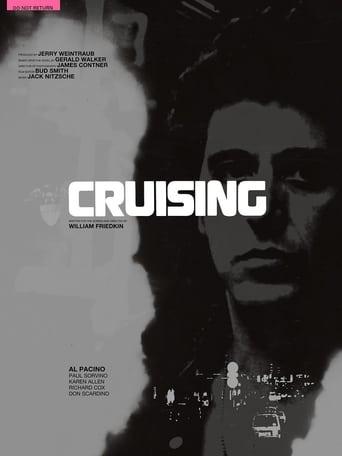 DO NOT RETURN
PRODUCED BY JERRY WEINTRAUB
BASED UPON THE NOVEL BY GERALD WALKER
DIRECTOR OF PHOTOGRAPHY JAMES CONTNER
FILM EDITOR BUD SMITH
MUSIC JACK NITZSCHE
CRUISING
WRITTEN FOR THE SCREEN AND DIRECTED BY
WILLIAM FRIEDKIN
AL PACINO
PAUL SORVINO
KAREN ALLEN
RICHARD COX
DON SCARDINO